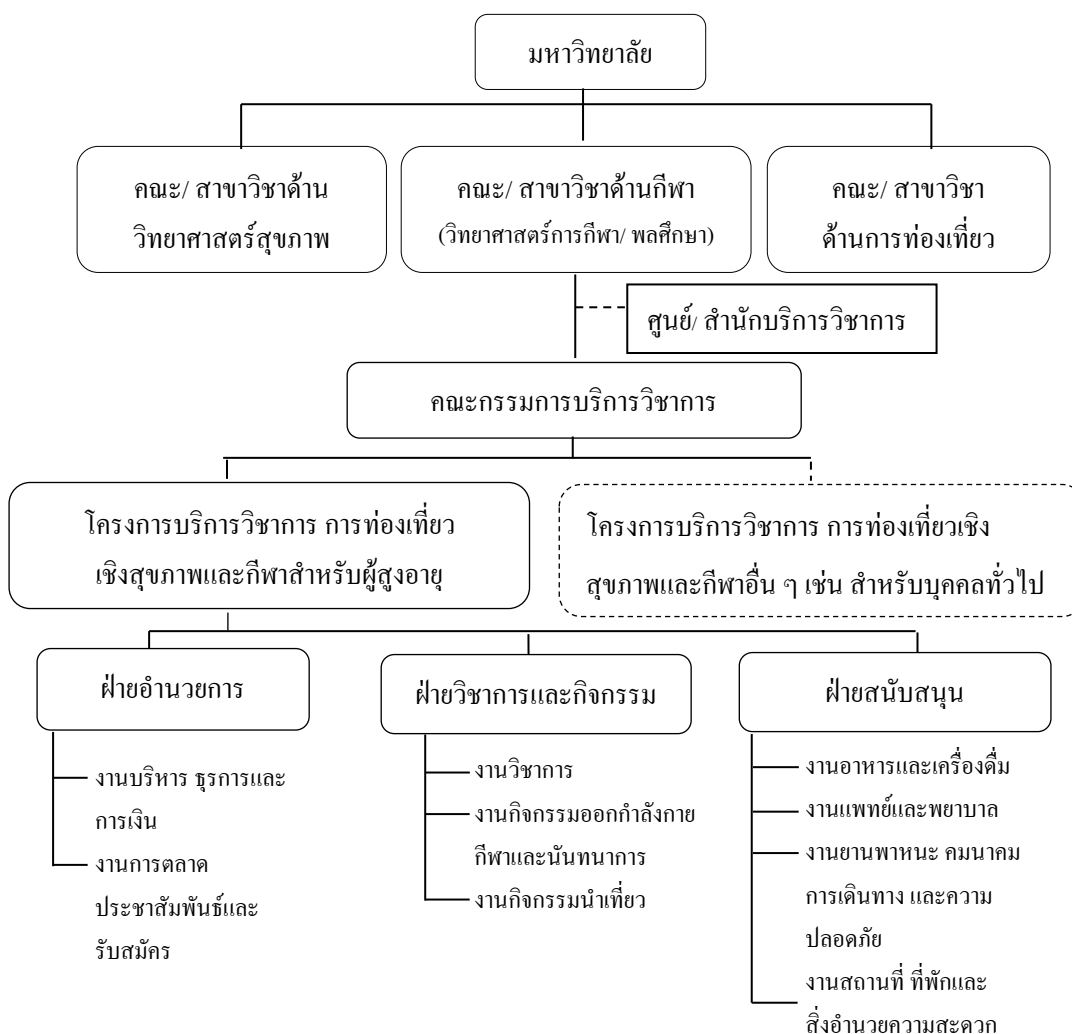 มหาวิทยาลัย
คณะ/ สาขาวิชาด้าน
วิทยาศาสตร์สุขภาพ
คณะ/ สาขาวิชาด้านกีฬา
(วิทยาศาสตร์การกีฬา/ พลศึกษา)
คณะ/ สาขาวิชา
ด้านการท่องเที่ยว
ศูนย์/ สำนักบริการวิชาการ
คณะกรรมการบริการวิชาการ
โครงการบริการวิชาการ การท่องเที่ยว
เชิงสุขภาพและกีฬาสำหรับผู้สูงอายุ
โครงการบริการวิชาการ การท่องเที่ยวเชิง
สุขภาพและกีฬาอื่น ๆ เช่น สำหรับบุคคลทั่วไป
ฝ่ายอำนวยการ
งานบริหาร ธุรการและ
การเงิน
งานการตลาด
ประชาสัมพันธ์และ
รับสมัคร
ฝ่ายวิชาการและกิจกรรม
งานวิชาการ
งานกิจกรรมออกกำลังกาย
กีฬาและนันทนาการ
งานกิจกรรมนำเที่ยว
ฝ่ายสนับสนุน
งานอาหารและเครื่องดื่ม
งานแพทย์และพยาบาล
งานยานพาหนะ คมนาคม
การเดินทาง และความ
ปลอดภัย
งานสถานที่ ที่พักและ
สิ่งอำนวยความสะดวก